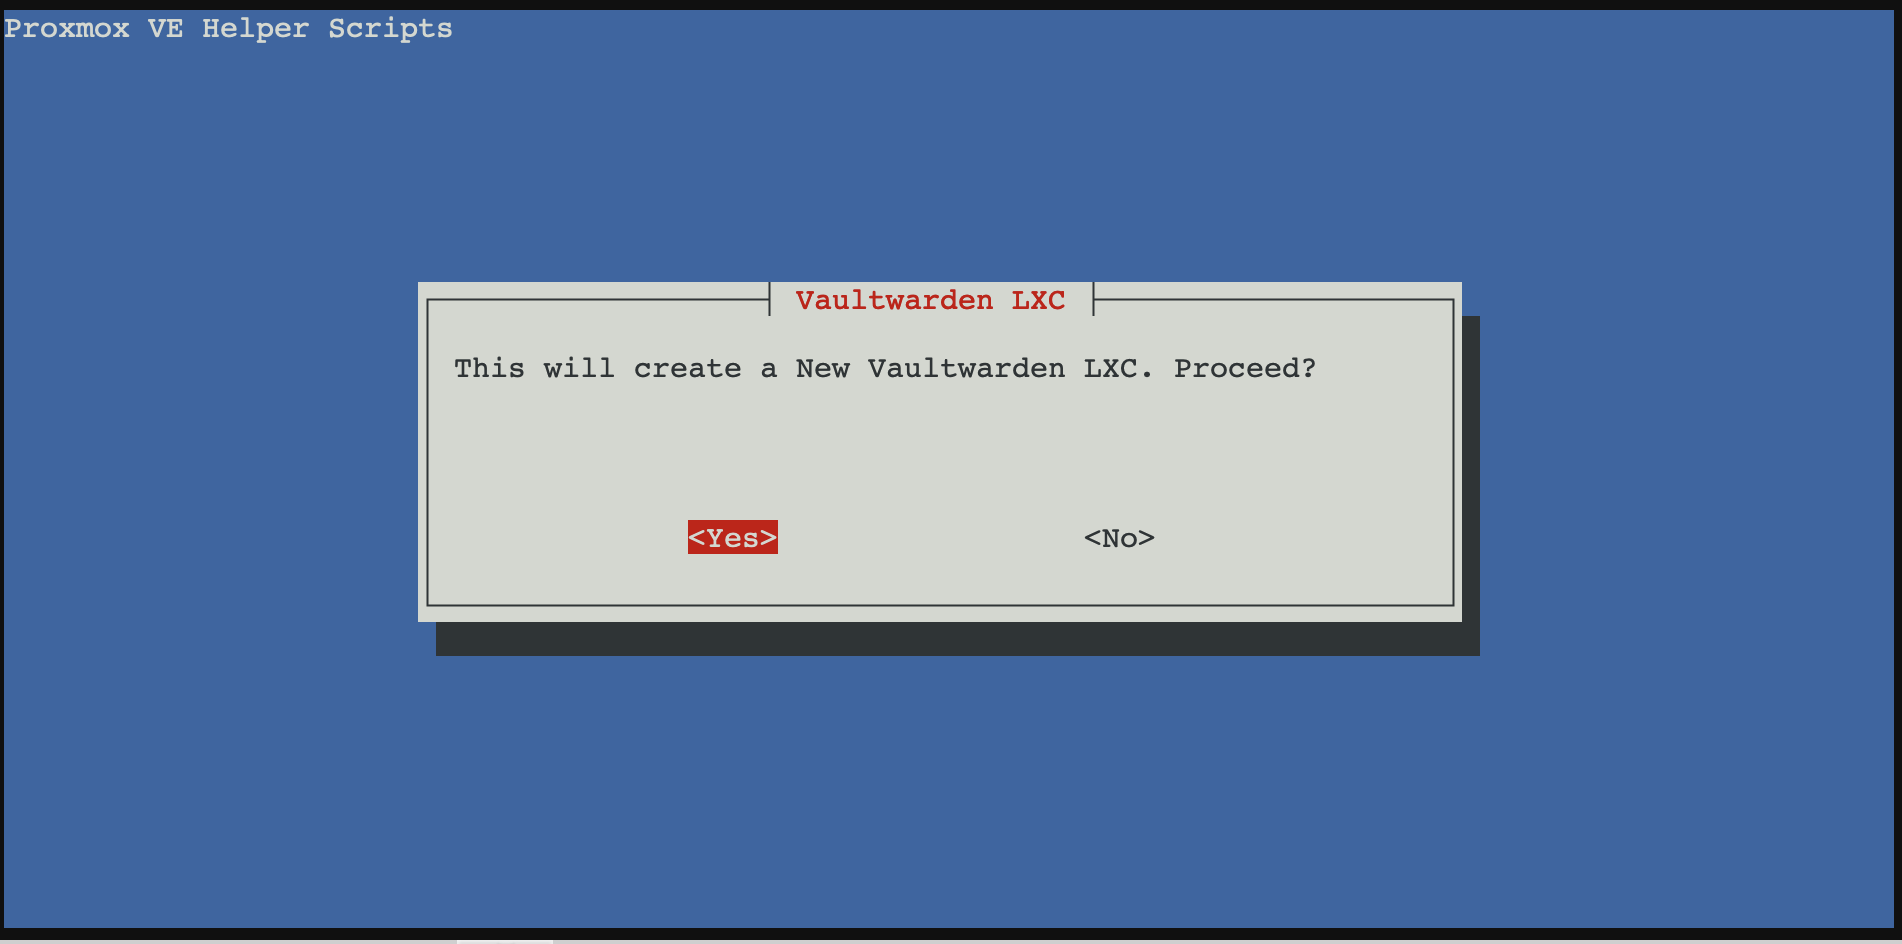 Proxmox VE Helper Scripts
Vaultwarden LXC
This will create a New Vaultwarden LXC. Proceed?
<Yes> <No>